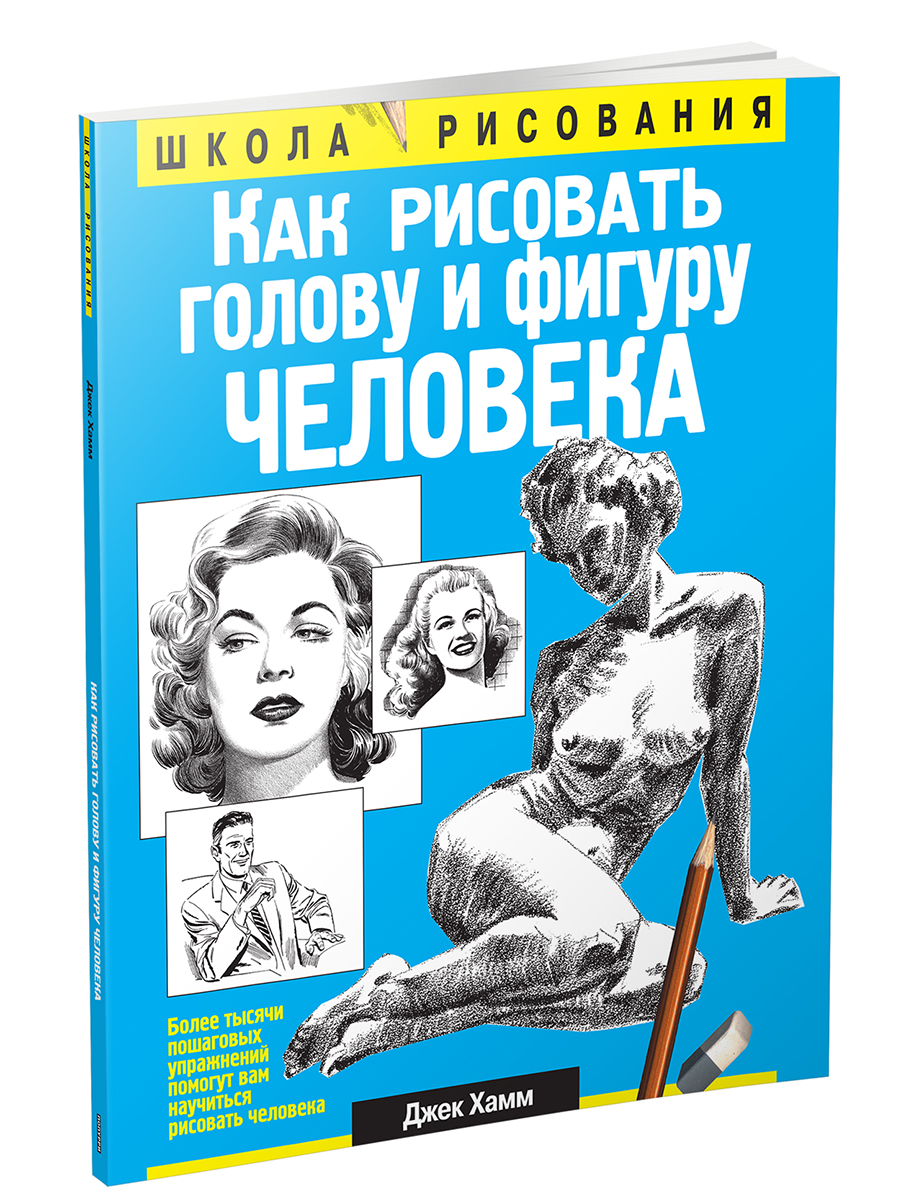 ШКОЛА РИСОВАНИЯ
Как рисовать
голову и фигуру
человека
Более тысячи
пошаговых
упражнений
помогут вам
научиться
рисовать человека
Джек Хамм
ШКОЛА РИСОВАНИЯ
Джек Хамм
КАК РИСОВАТЬ ГОЛОВУ И ФИГУРУ ЧЕЛОВЕКА
ПОПУРРИ